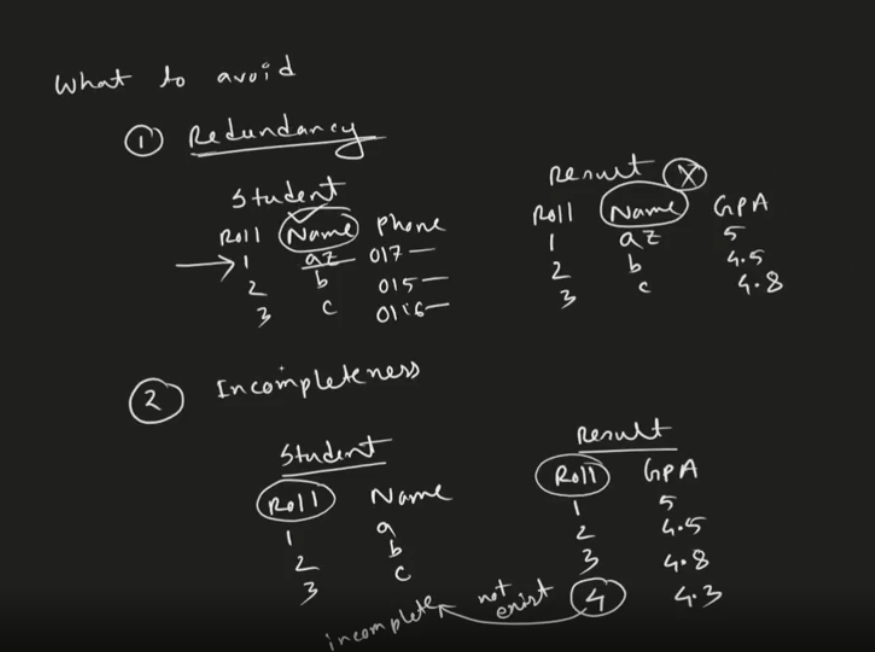 What to avoid
1 Redundancy
Student
Roll Name Phone
1 az 017—
2 b 015—
3 c 0116—
Result X
Roll Name GPA
1 az 5
2 b 4.5
3 c 4.8
2 Incompleteness
Student
Roll Name
1 a
2 b
3 c
Result
Roll GPA
1 5
2 4.5
3 4.8
4 4.3
not exist
incomplete